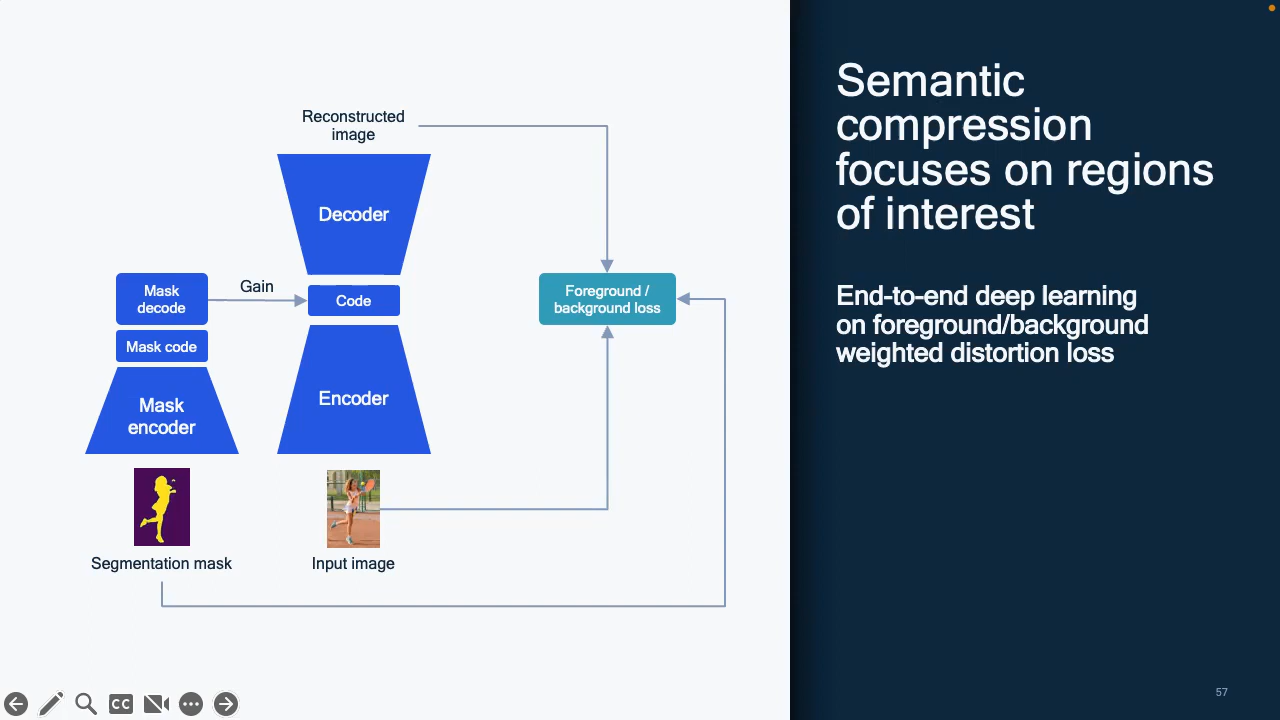 Reconstructed
image
Decoder
Mask
decode
Gain
Code
Foreground /
background loss
Mask code
Mask
encoder
Encoder
Segmentation mask
Input image
Semantic
compression
focuses on regions
of interest
End-to-end deep learning
on foreground/background
weighted distortion loss
CC
57